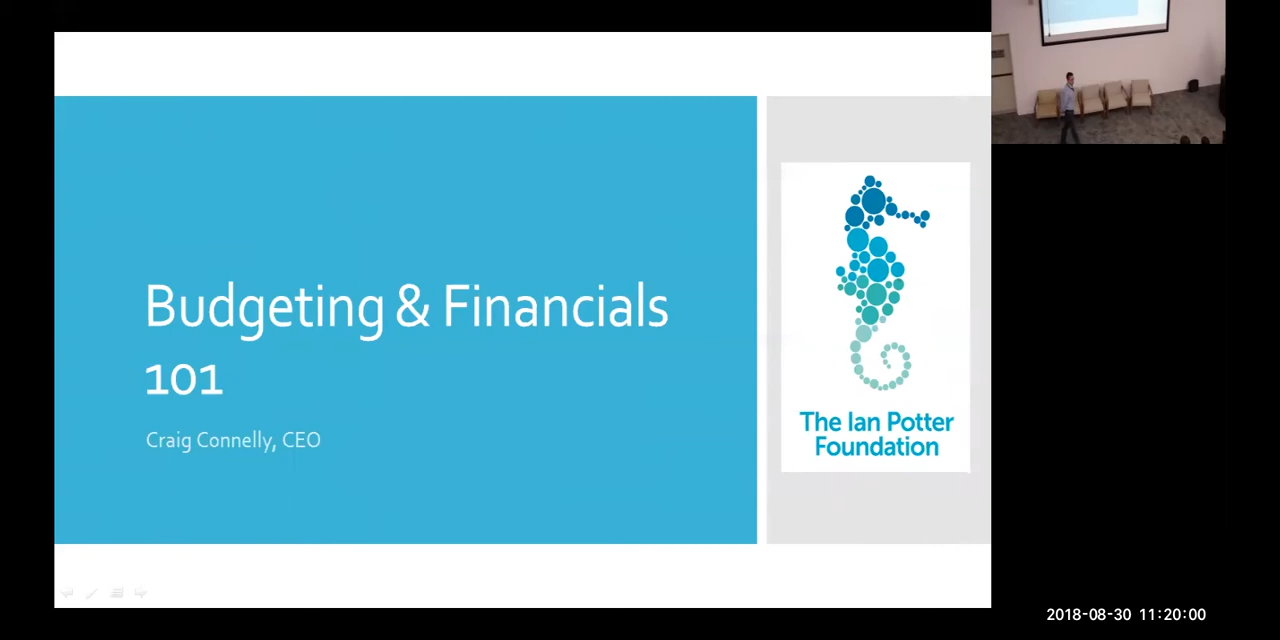 Budgeting & Financials
101
Craig Connelly, CEO
The Ian Potter
Foundation
2018-08-30 11:20:00